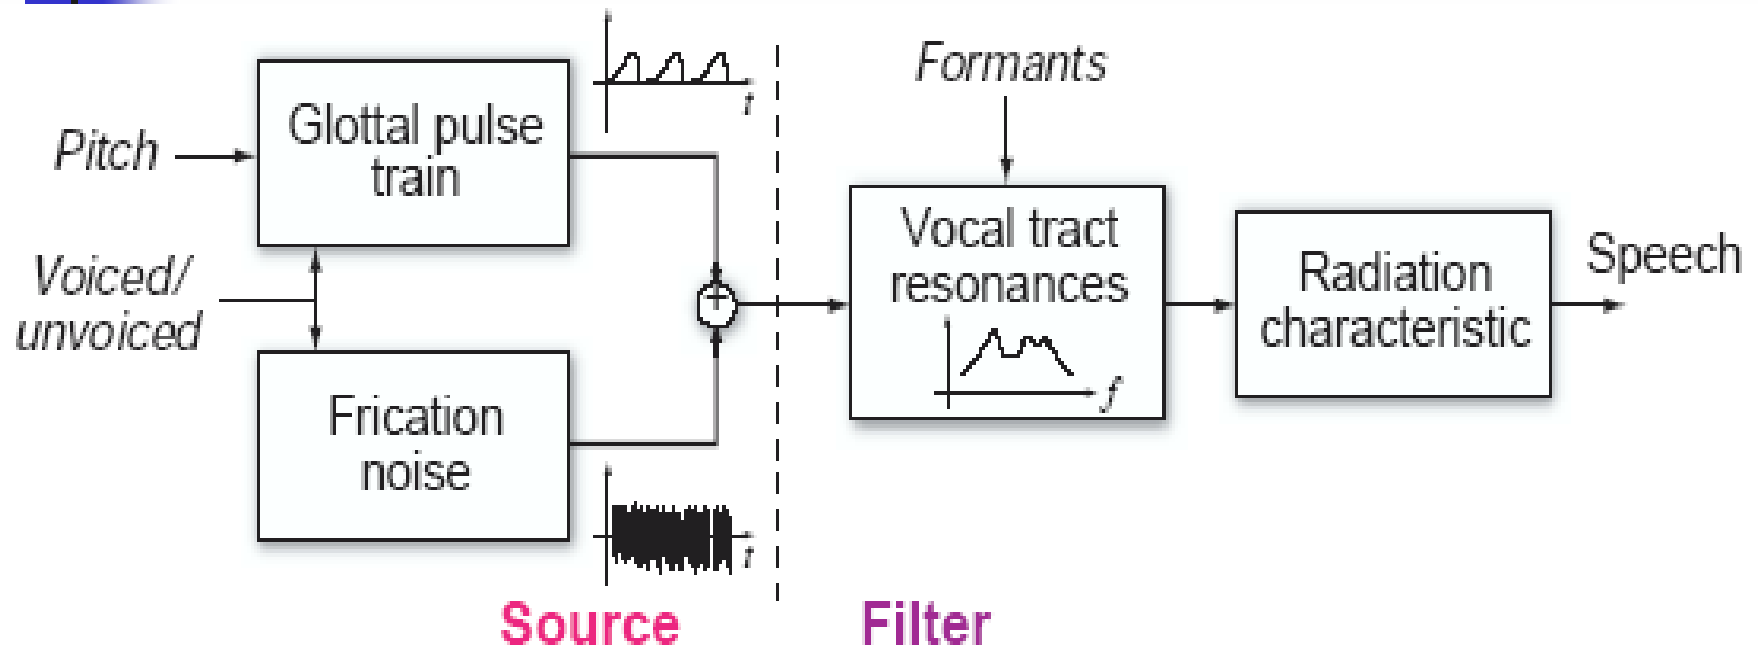 Formants
t
Glottal pulse
train
Pitch
Vocal tract
resonances
f
Voiced/
unvoiced
+
Radiation
characteristic
Speech
Frication
noise
t
Source
Filter